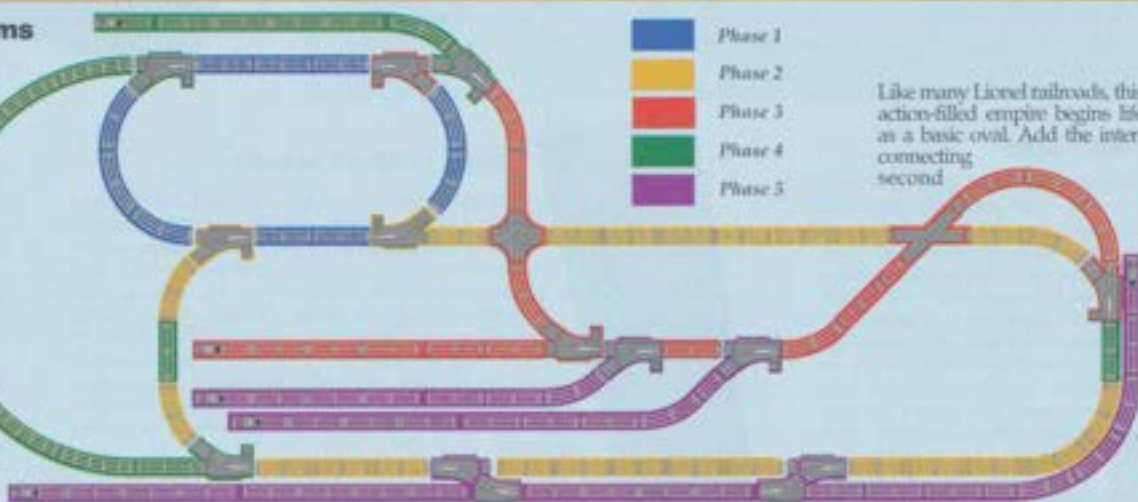 ms
Phase 1
Phase 2
Phase 3
Phase 4
Phase 5
Like many Lionel railroads, this
action-filled empire begins life
as a basic oval. Add the inter
connecting
second